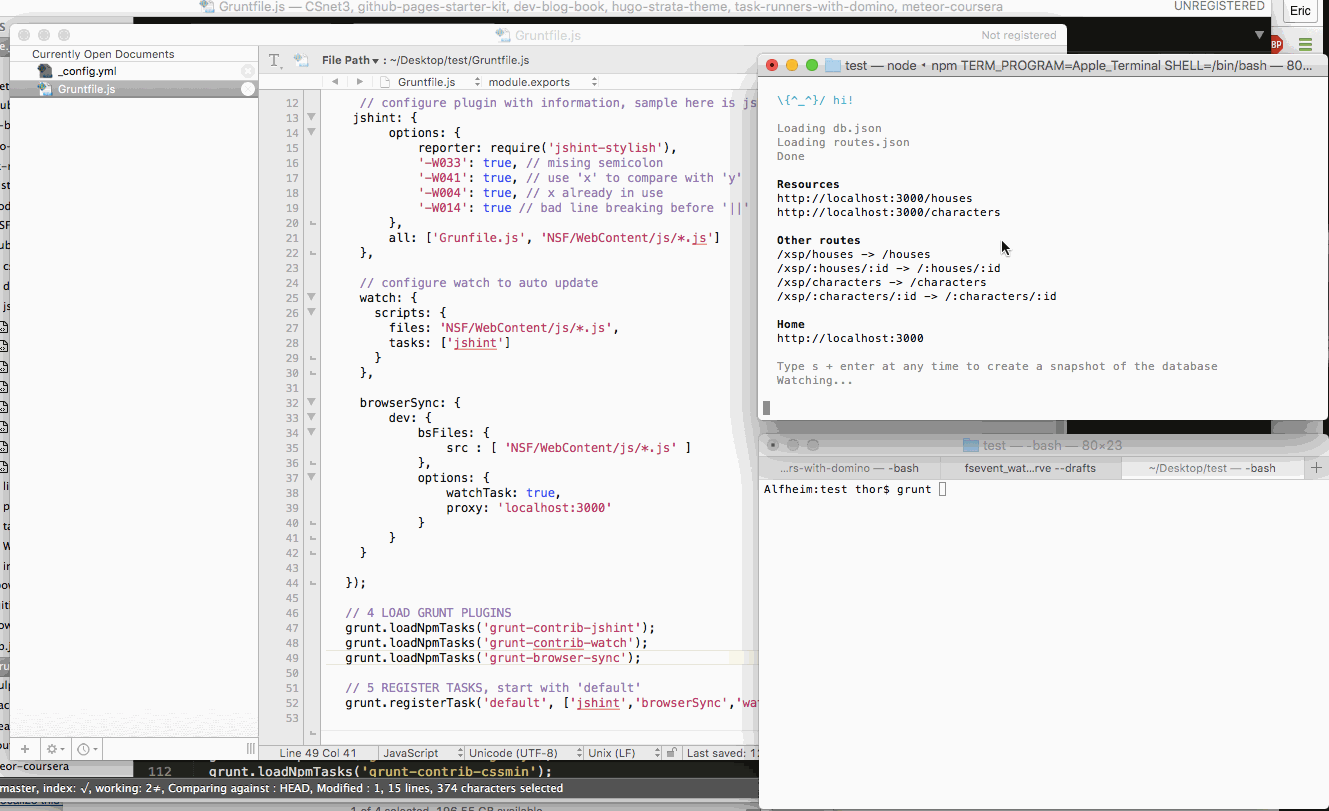 Gruntfile.js — CSnet3, github-pages-starter-kit, dev-blog-book, hugo-strata-theme, task-runners-with-domino, meteor-coursera
UNREGISTERED
Eric
Gruntfile.js
Not registered
Currently Open Documents
_config.yml
Gruntfile.js
File Path ▾ : ~/Desktop/test/Gruntfile.js
Gruntfile.js
module.exports
12 // configure plugin with information, sample here is js
13 jshint: {
14 options: {
15 reporter: require('jshint-stylish'),
16 '-W033': true, // mising semicolon
17 '-W041': true, // use 'x' to compare with 'y'
18 '-W004': true, // x already in use
19 '-W014': true // bad line breaking before '||'
20 },
21 all: ['Grunfile.js', 'NSF/WebContent/js/*.js']
22 },
23
24 // configure watch to auto update
25 watch: {
26 scripts: {
27 files: 'NSF/WebContent/js/*.js',
28 tasks: ['jshint']
29 }
30 },
31
32 browserSync: {
33 dev: {
34 bsFiles: {
35 src : [ 'NSF/WebContent/js/*.js' ]
36 },
37 options: {
38 watchTask: true,
39 proxy: 'localhost:3000'
40 }
41 }
42 }
43
44 });
45
46 // 4 LOAD GRUNT PLUGINS
47 grunt.loadNpmTasks('grunt-contrib-jshint');
48 grunt.loadNpmTasks('grunt-contrib-watch');
49 grunt.loadNpmTasks('grunt-browser-sync');
50
51 // 5 REGISTER TASKS, start with 'default'
52 grunt.registerTask('default', ['jshint','browserSync','wa
53
Line 49 Col 41
JavaScript
Unicode (UTF-8)
Unix (LF)
Last saved: 1
eor-coursera
112 grunt.loadNpmTasks('grunt-contrib-cssmin');
master, index: √, working: 2≠, Comparing against : HEAD, Modified : 1, 15 lines, 374 characters selected
test — node ◂ npm TERM_PROGRAM=Apple_Terminal SHELL=/bin/bash — 80...
\{^_^}/ hi!
Loading db.json
Loading routes.json
Done
Resources
http://localhost:3000/houses
http://localhost:3000/characters
Other routes
/xsp/houses -> /houses
/xsp/:houses/:id -> /:houses/:id
/xsp/characters -> /characters
/xsp/:characters/:id -> /:characters/:id
Home
http://localhost:3000
Type s + enter at any time to create a snapshot of the database
Watching...
test — -bash — 80×23
...rs-with-domino — -bash
fsevent_wat...rve --drafts
~/Desktop/test — -bash
Alfheim:test thor$ grunt